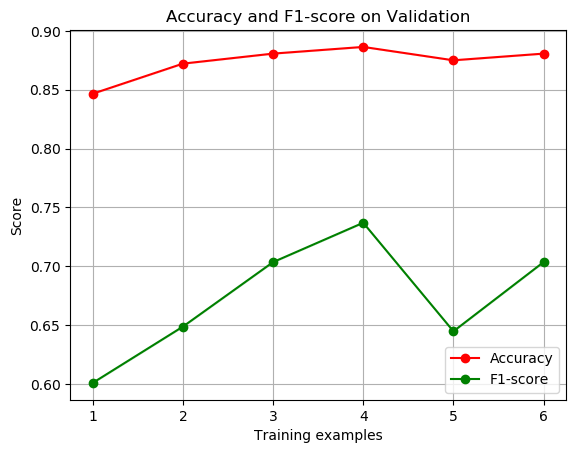 Accuracy and F1-score on Validation
Score
0.90
0.85
0.80
0.75
0.70
0.65
0.60
1 2 3 4 5 6
Training examples
Accuracy
F1-score